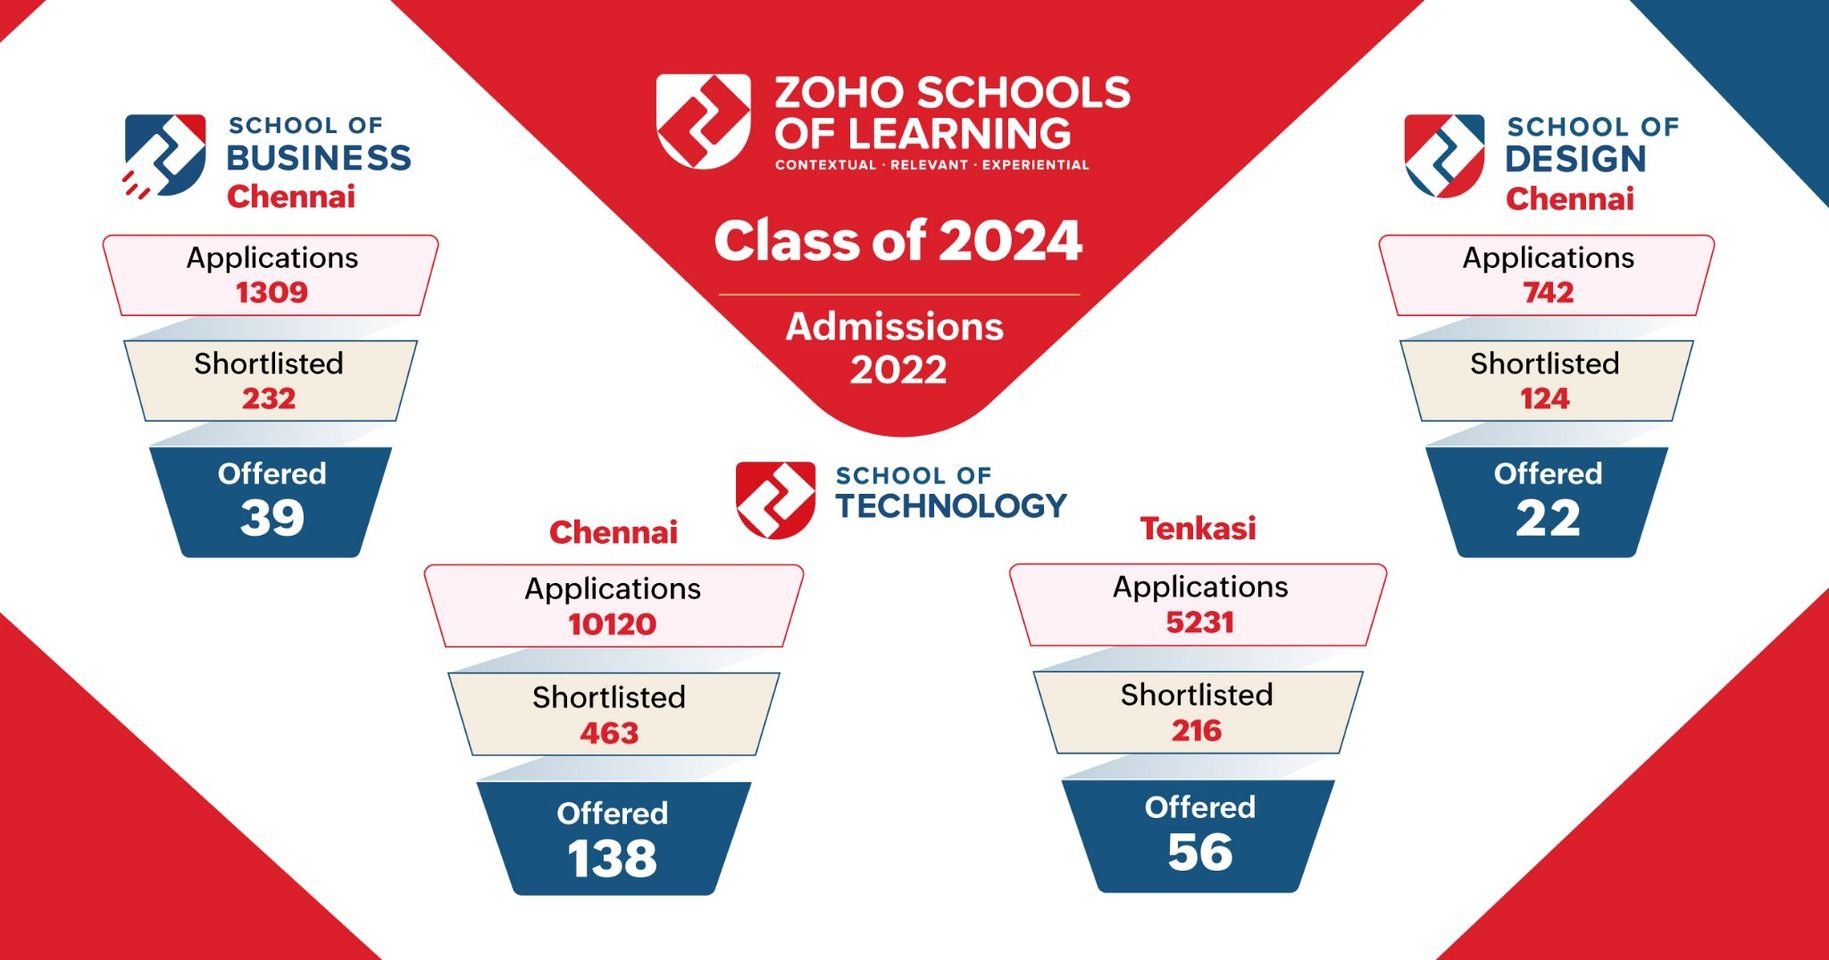 ZOHO SCHOOLS
OF LEARNING
CONTEXTUAL · RELEVANT · EXPERIENTIAL
Class of 2024
Admissions
2022
SCHOOL OF
BUSINESS
Chennai
Applications
1309
Shortlisted
232
Offered
39
SCHOOL OF
DESIGN
Chennai
Applications
742
Shortlisted
124
Offered
22
SCHOOL OF
TECHNOLOGY
Chennai
Applications
10120
Shortlisted
463
Offered
138
Tenkasi
Applications
5231
Shortlisted
216
Offered
56